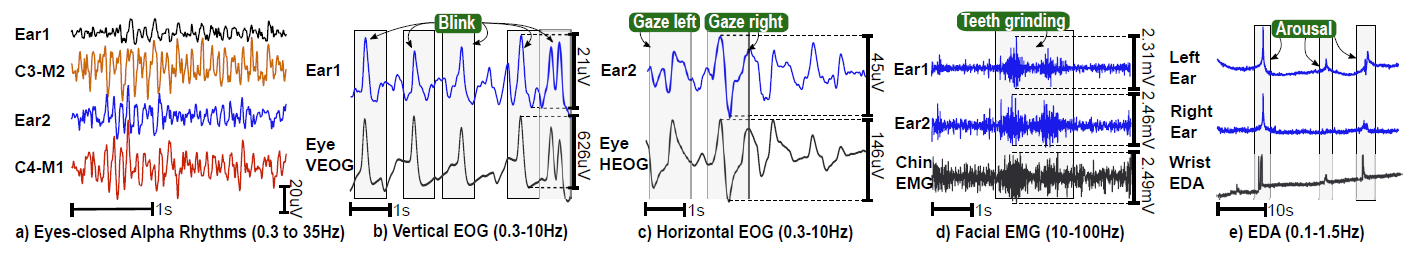 Ear1
C3-M2
Ear2
C4-M1
20uV
1s
a) Eyes-closed Alpha Rhythms (0.3 to 35Hz)
Blink
Ear1
21uV
Eye
VEOG
626uV
1s
b) Vertical EOG (0.3-10Hz)
Gaze left
Gaze right
Ear2
45uV
Eye
HEOG
146uV
1s
c) Horizontal EOG (0.3-10Hz)
Teeth grinding
Ear1
2.31mV
Ear2
2.46mV
Chin
EMG
2.49mV
1s
d) Facial EMG (10-100Hz)
Arousal
Left
Ear
Right
Ear
Wrist
EDA
10s
e) EDA (0.1-1.5Hz)